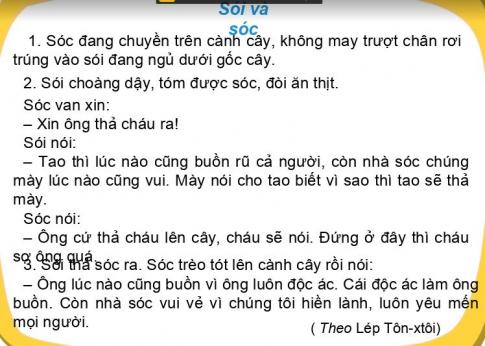 Sói và
sóc
1. Sóc đang chuyền trên cành cây, không may trượt chân rơi
trúng vào sói đang ngủ dưới gốc cây.
2. Sói choàng dậy, tóm được sóc, đòi ăn thịt.
Sóc van xin:
– Xin ông thả cháu ra!
Sói nói:
– Tao thì lúc nào cũng buồn rũ cả người, còn nhà sóc chúng
mày lúc nào cũng vui. Mày nói cho tao biết vì sao thì tao sẽ thả
mày.
Sóc nói:
– Ông cứ thả cháu lên cây, cháu sẽ nói. Đứng ở đây thì cháu
sợ ông quá.
3. Sói thả sóc ra. Sóc trèo tót lên cành cây rồi nói:
– Ông lúc nào cũng buồn vì ông luôn độc ác. Cái độc ác làm ông
buồn. Còn nhà sóc vui vẻ vì chúng tôi hiền lành, luôn yêu mến
mọi người.
( Theo Lép Tôn-xtôi)